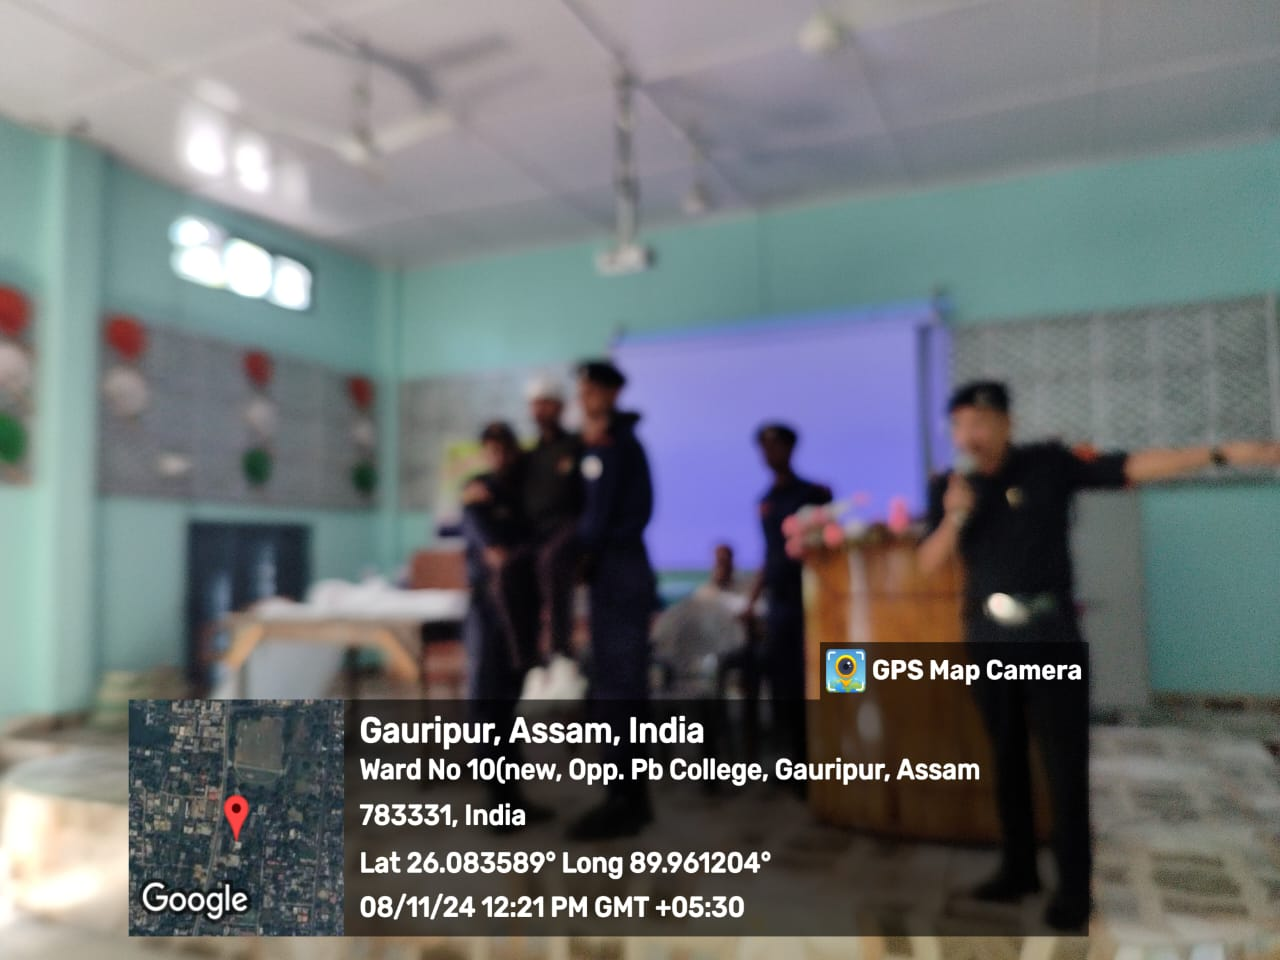 GPS Map Camera
Gauripur, Assam, India
Ward No 10(new, Opp. Pb College, Gauripur, Assam
783331, India
Lat 26.083589° Long 89.961204°
08/11/24 12:21 PM GMT +05:30
Google